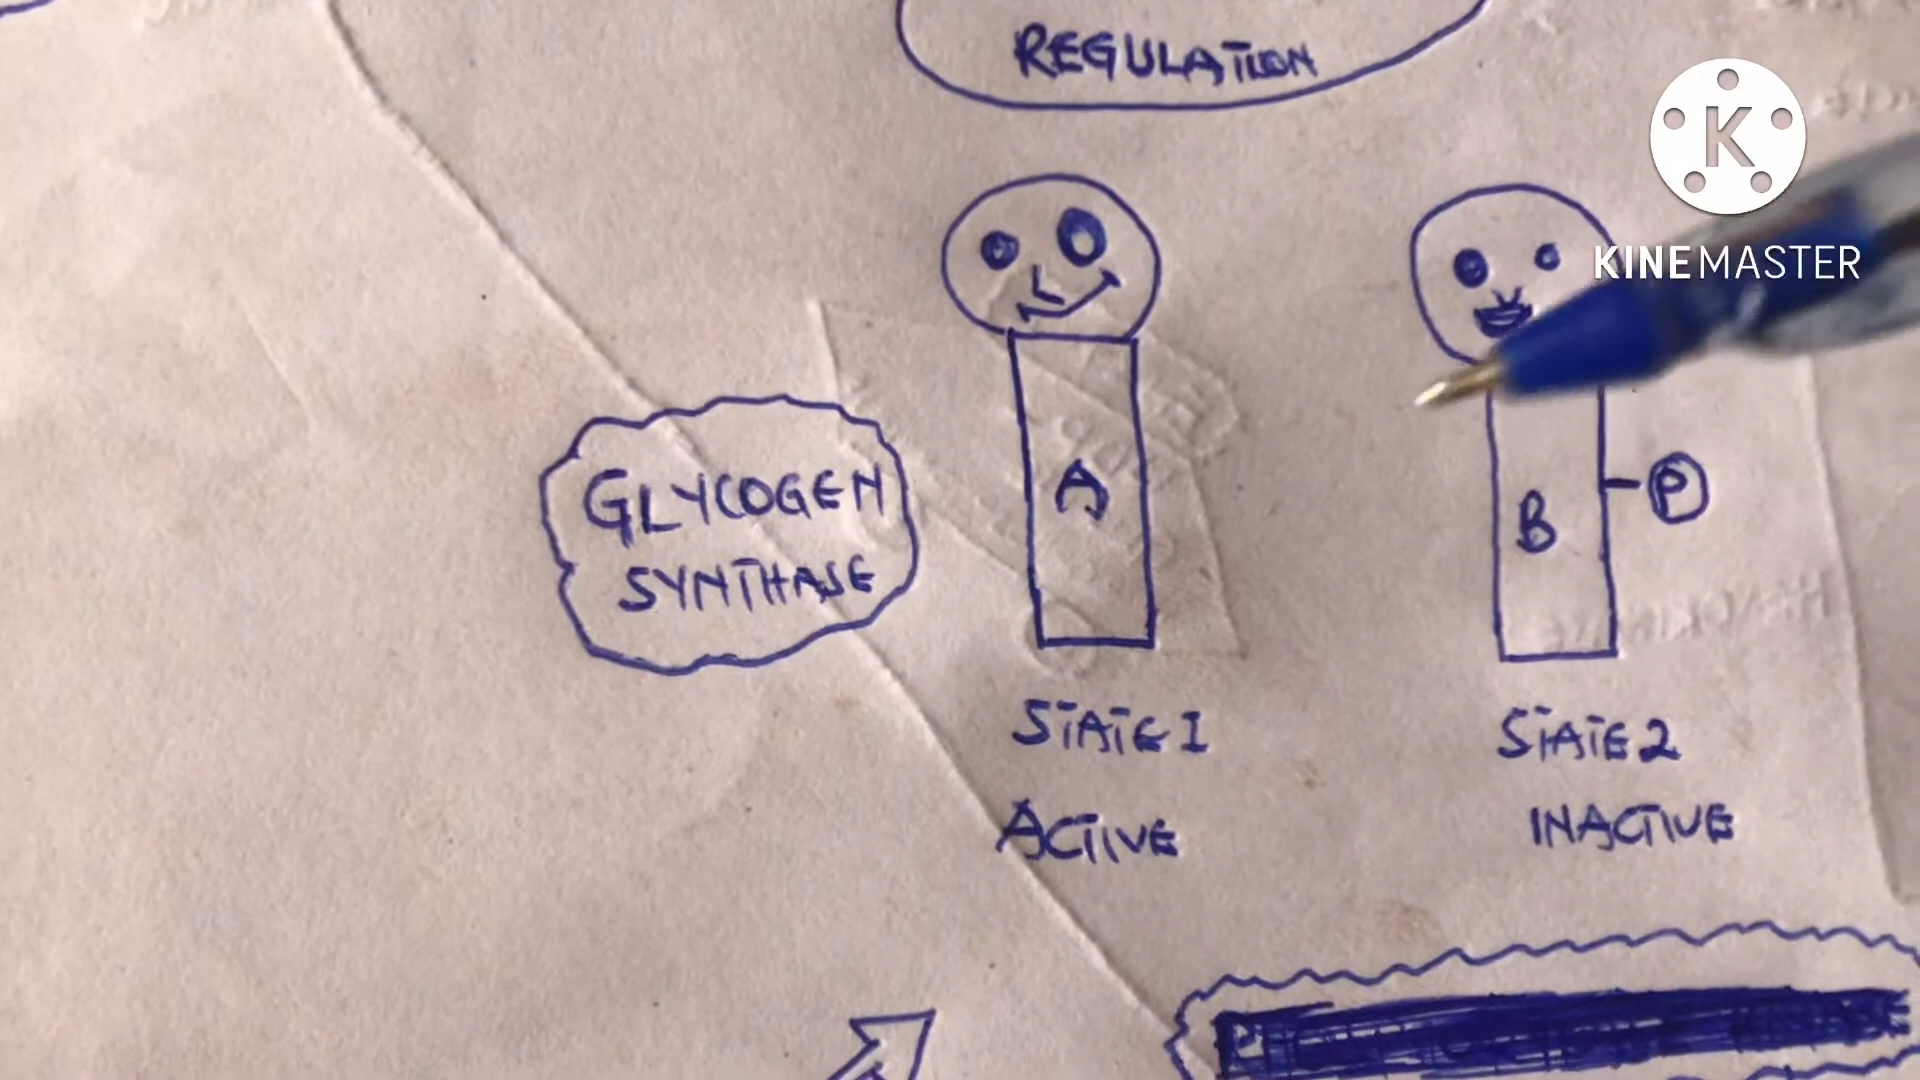 REGULATION
K
KINEMASTER
GLYCOGEN
SYNTHASE
A
B
P
STATE 1
STATE 2
ACTIVE
INACTIVE